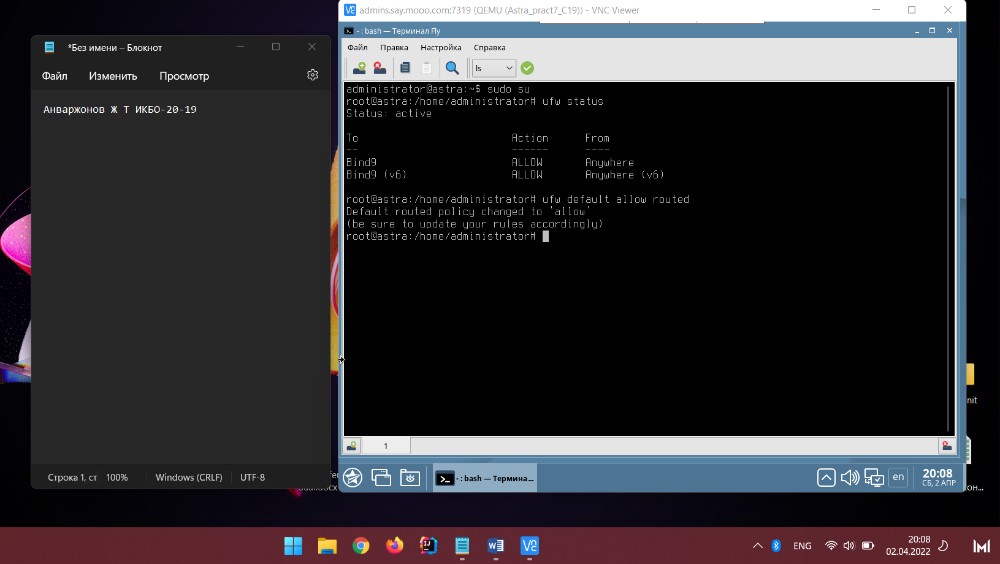 admins.say.mooo.com:7319 (QEMU (Astra_pract7_C19)) - VNC Viewer
- : bash — Терминал Fly
Файл Правка Настройка Справка
ls
administrator@astra:~$ sudo su
root@astra:/home/administrator# ufw status
Status: active
To Action From
-- ------ ----
Bind9 ALLOW Anywhere
Bind9 (v6) ALLOW Anywhere (v6)
root@astra:/home/administrator# ufw default allow routed
Default routed policy changed to 'allow'
(be sure to update your rules accordingly)
root@astra:/home/administrator#
1
- : bash — Термина...
en
20:08
СБ, 2 АПР
*Без имени – Блокнот
Файл Изменить Просмотр
Анваржонов Ж Т ИКБО-20-19
Строка 1, ст 100% Windows (CRLF) UTF-8
nit
ENG
20:08
02.04.2022